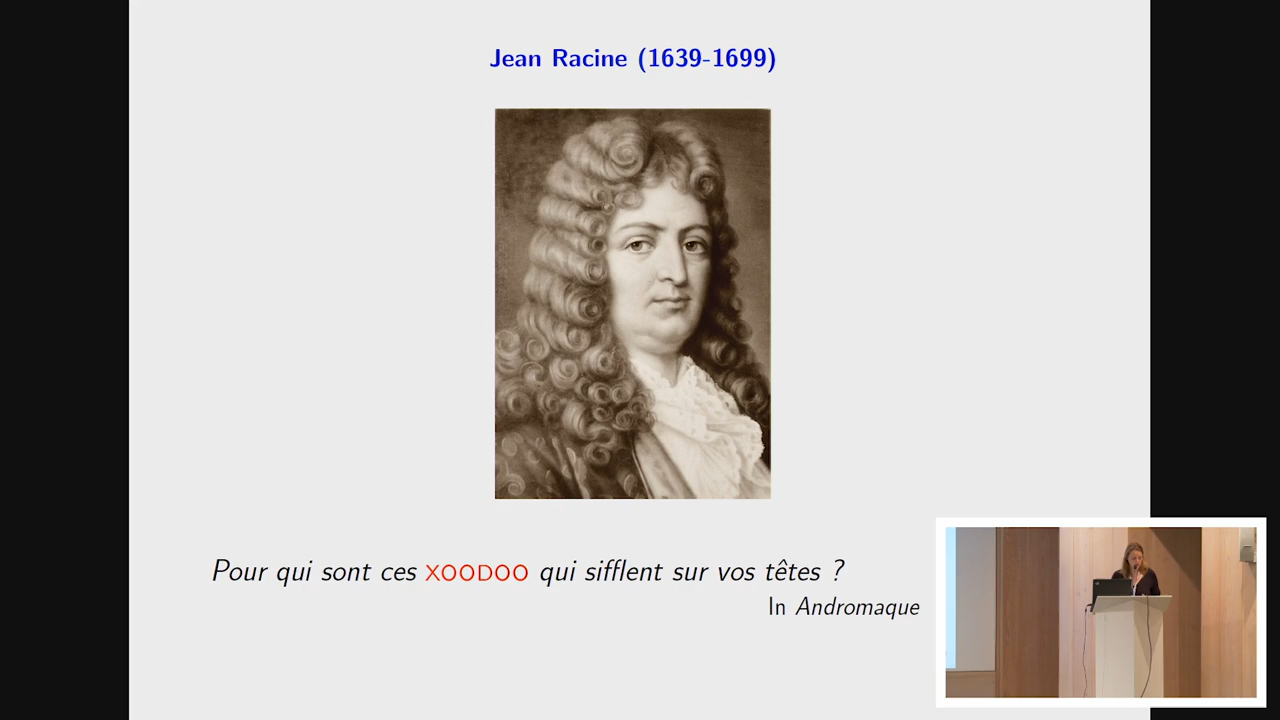 Jean Racine (1639-1699)
Pour qui sont ces XOODOO qui sifflent sur vos têtes ?
In Andromaque